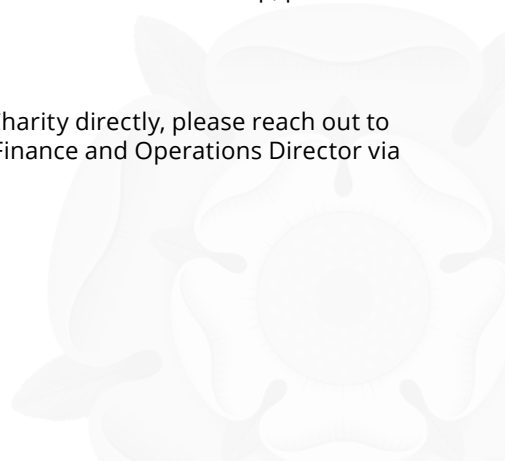 harity directly, please reach out to
Finance and Operations Director via